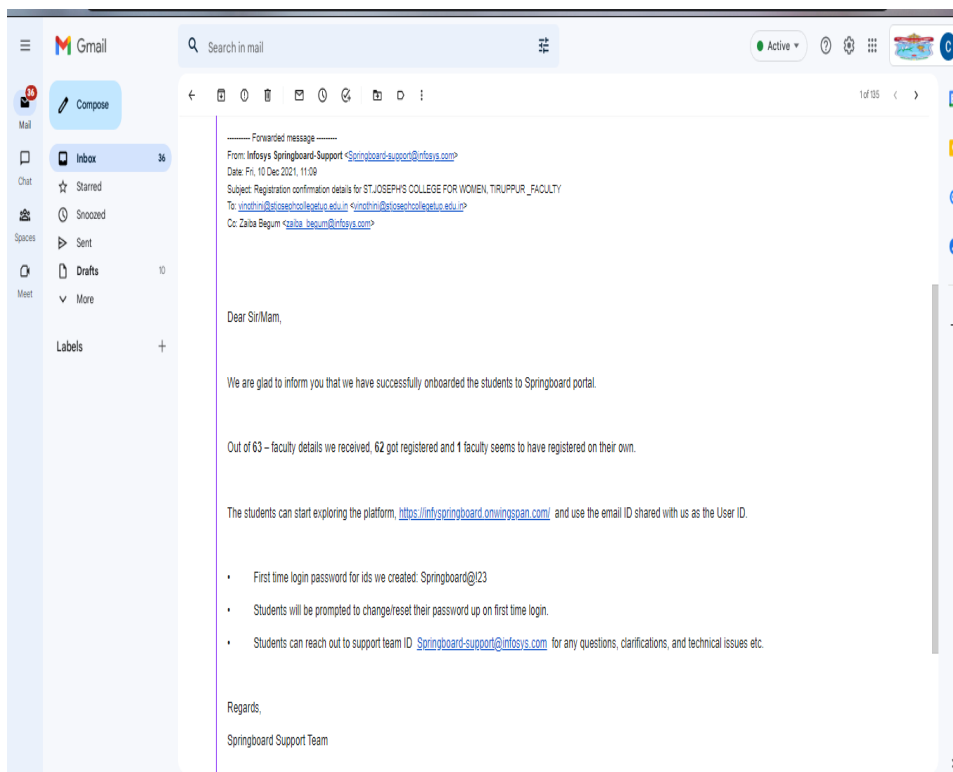 Gmail
Search in mail
Active
C
36
Mail
Compose
1 of 135
Chat
Spaces
Meet
Inbox 36
Starred
Snoozed
Sent
Drafts 10
More
Labels
---------- Forwarded message ---------
From: Infosys Springboard-Support <Springboard-support@infosys.com>
Date: Fri, 10 Dec 2021, 11:09
Subject: Registration confirmation details for ST.JOSEPH'S COLLEGE FOR WOMEN, TIRUPPUR _FACULTY
To: vinothini@stjosephcollegetup.edu.in <vinothini@stjosephcollegetup.edu.in>
Cc: Zaiba Begum <zaiba_begum@infosys.com>
Dear Sir/Mam,
We are glad to inform you that we have successfully onboarded the students to Springboard portal.
Out of 63 – faculty details we received, 62 got registered and 1 faculty seems to have registered on their own.
The students can start exploring the platform, https://infyspringboard.onwingspan.com/ and use the email ID shared with us as the User ID.
• First time login password for ids we created: Springboard@!23
• Students will be prompted to change/reset their password up on first time login.
• Students can reach out to support team ID Springboard-support@infosys.com for any questions, clarifications, and technical issues etc.
Regards,
Springboard Support Team